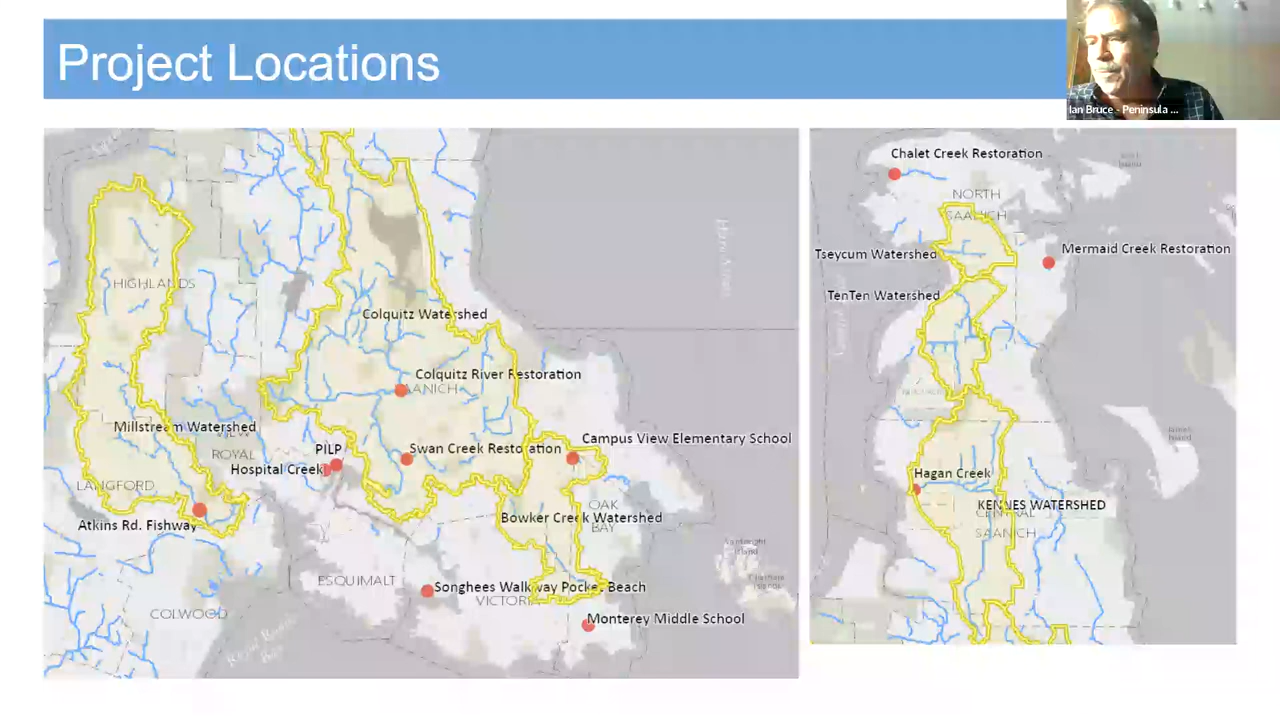 Project Locations
Ian Bruce - Peninsula ...
HIGHLANDS
Colquitz Watershed
Colquitz River Restoration
AANICH
Millstream Watershed
VIEW
ROYAL
PILP
Hospital Creek
Swan Creek Restoration
Campus View Elementary School
LANGFORD
Atkins Rd. Fishway
OAK
BAY
Bowker Creek Watershed
ESQUIMALT
Songhees Walkway Pocket Beach
VICTORI
COLWOOD
Monterey Middle School
Chalet Creek Restoration
NORTH
SAANICH
Tseycum Watershed
Mermaid Creek Restoration
TenTen Watershed
Hagan Creek
KENNES WATERSHED
CENTRAL
SAANICH